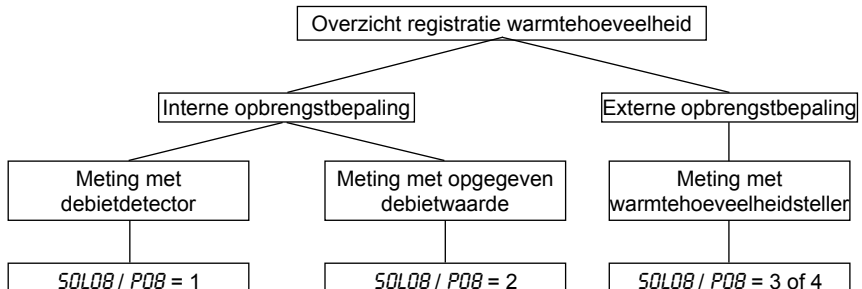 Overzicht registratie warmtehoeveelheid
Interne opbrengstbepaling
Externe opbrengstbepaling
Meting met
debietdetector
Meting met opgegeven
debietwaarde
Meting met
warmtehoeveelheidsteller
SOL08 / P08 = 1
SOL08 / P08 = 2
SOL08 / P08 = 3 of 4